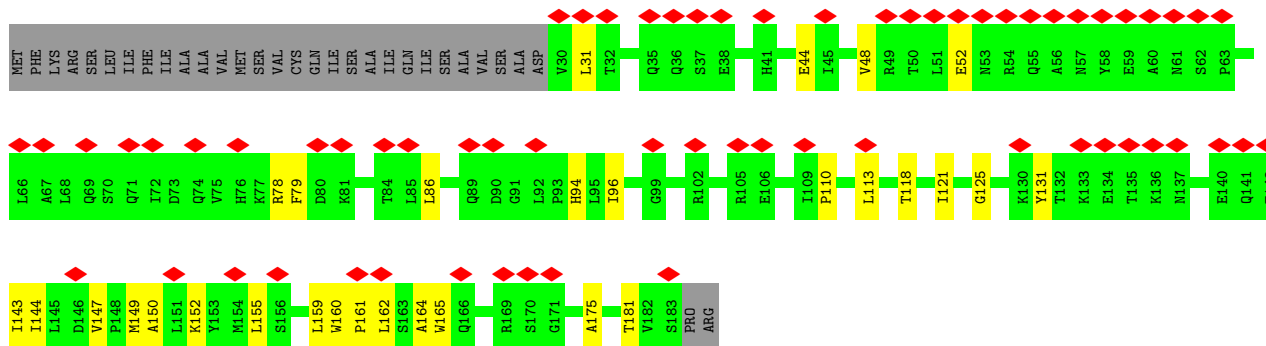 MET PHE LYS ARG SER LEU ILE PHE ILE ALA ALA VAL MET SER VAL CYS GLN ILE SER ALA ILE GLN ILE SER ALA VAL SER ALA ASP V30 L31 T32 Q35 Q36 S37 E38 H41 E44 I45 V48 R49 T50 L51 E52 N53 R54 Q55 A56 N57 Y58 E59 A60 N61 S62 P63
L66 A67 L68 Q69 S70 Q71 I72 D73 Q74 V75 H76 K77 R78 F79 D80 K81 T84 L85 L86 Q89 D90 G91 L92 P93 H94 L95 I96 G99 R102 R105 E106 I109 P110 L113 T118 I121 G125 K130 Y131 T132 K133 E134 T135 K136 N137 E140 Q141
I143 I144 L145 D146 V147 P148 M149 A150 L151 K152 Y153 M154 L155 S156 L159 W160 P161 L162 S163 A164 W165 Q166 R169 S170 G171 A175 T181 V182 S183 PRO ARG